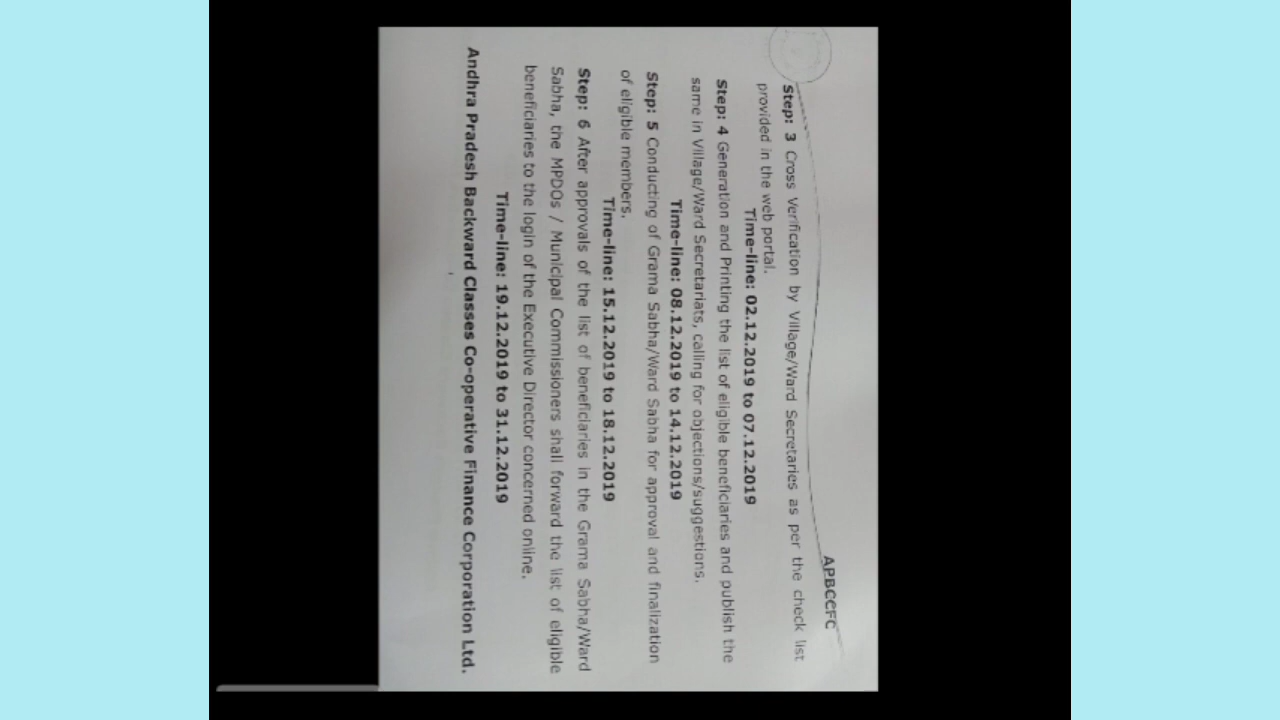 APBCCFC
Step: 3 Cross Verification by Village/Ward Secretaries as per the check list
provided in the web portal.
Time-line: 02.12.2019 to 07.12.2019
Step: 4 Generation and Printing the list of eligible beneficiaries and publish the
same in Village/Ward Secretariats, calling for objections/suggestions.
Time-line: 08.12.2019 to 14.12.2019
Step: 5 Conducting of Grama Sabha/Ward Sabha for approval and finalization
of eligible members.
Time-line: 15.12.2019 to 18.12.2019
Step: 6 After approvals of the list of beneficiaries in the Grama Sabha/Ward
Sabha, the MPDOs / Municipal Commissioners shall forward the list of eligible
beneficiaries to the login of the Executive Director concerned online.
Time-line: 19.12.2019 to 31.12.2019
Andhra Pradesh Backward Classes Co-operative Finance Corporation Ltd.